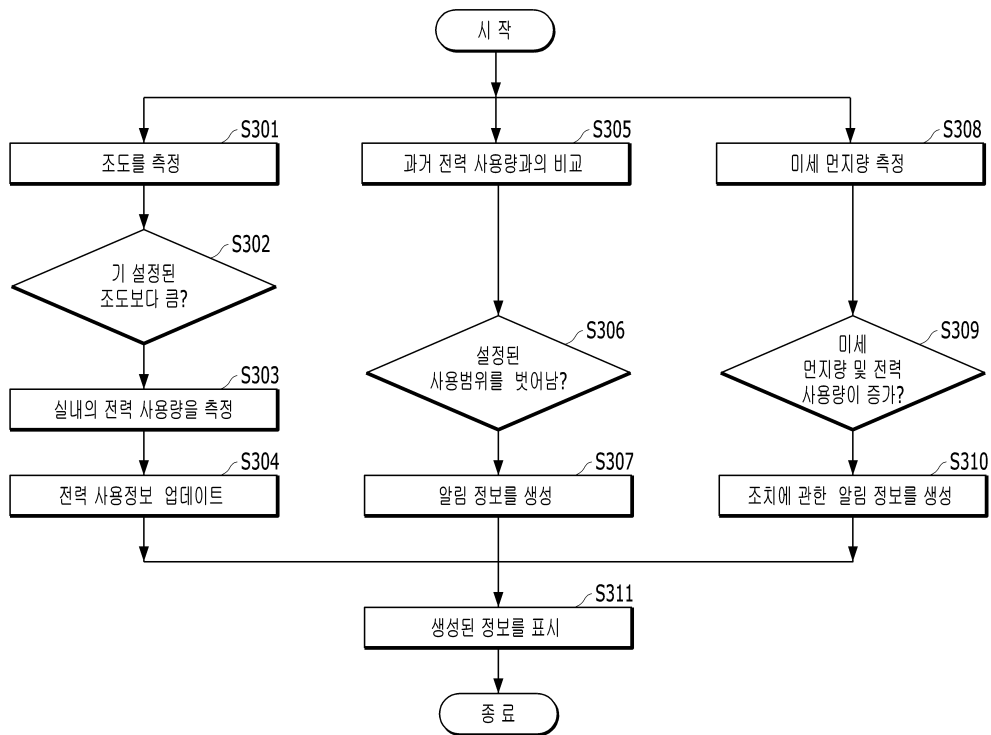 시 작
S301
조도를 측정
S302
기 설정된
조도보다 큼?
S303
실내의 전력 사용량을 측정
S304
전력 사용정보 업데이트
S305
과거 전력 사용량과의 비교
S306
설정된
사용범위를 벗어남?
S307
알림 정보를 생성
S308
미세 먼지량 측정
S309
미세
먼지량 및 전력
사용량이 증가?
S310
조치에 관한 알림 정보를 생성
S311
생성된 정보를 표시
종 료